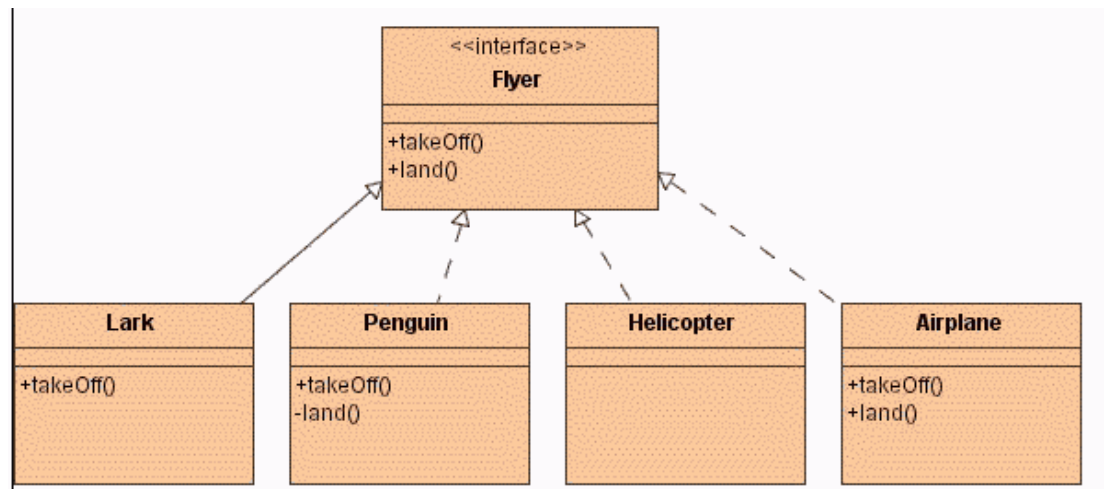 <<interface>>
Flyer
+takeOff()
+land()
Lark
+takeOff()
Penguin
+takeOff()
-land()
Helicopter
Airplane
+takeOff()
+land()